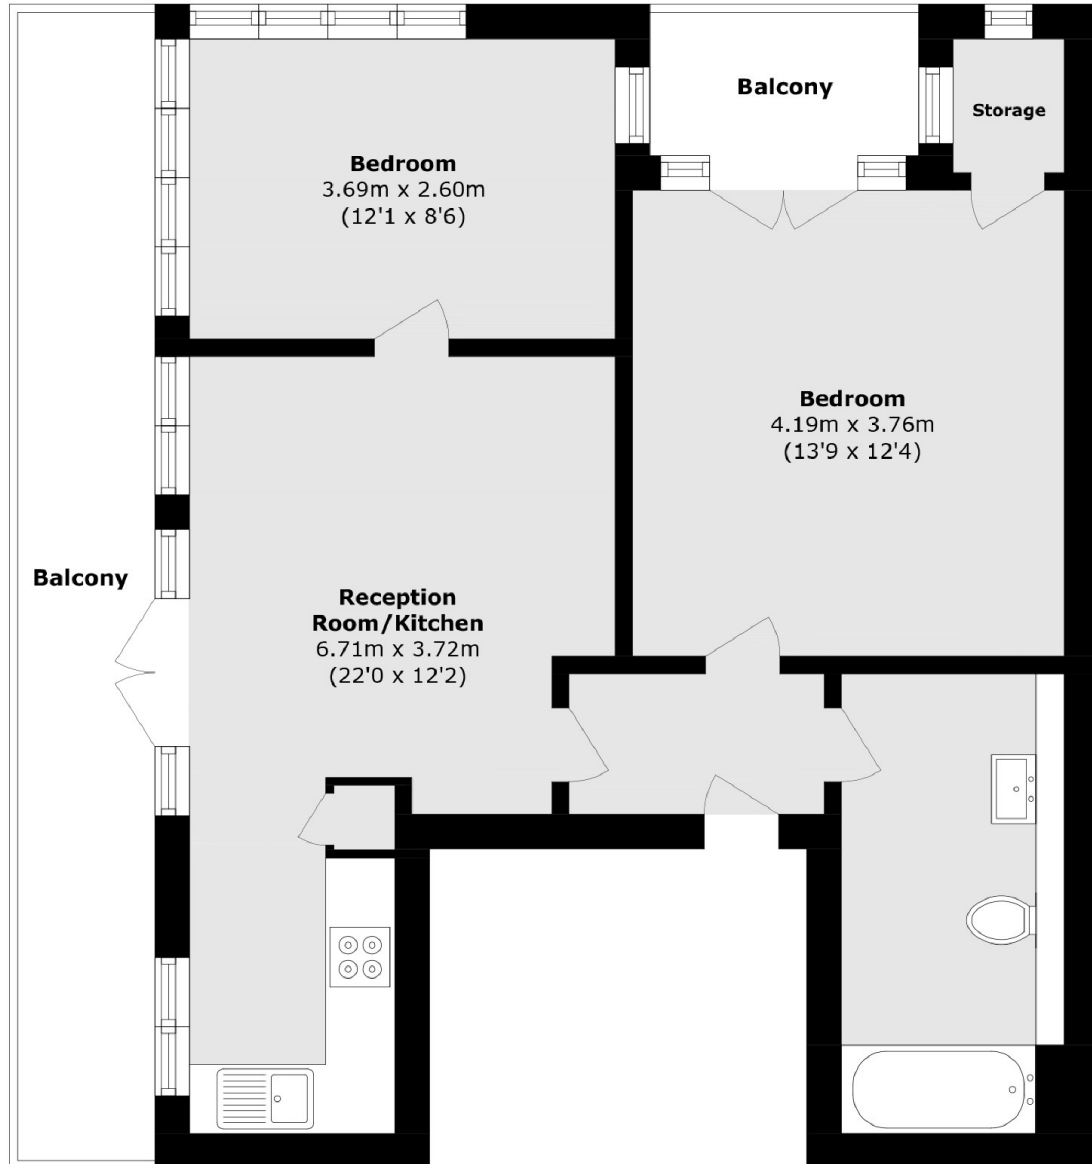 Balcony
Storage
Bedroom
3.69m x 2.60m
(12'1 x 8'6)
Bedroom
4.19m x 3.76m
(13'9 x 12'4)
Balcony
Reception
Room/Kitchen
6.71m x 3.72m
(22'0 x 12'2)